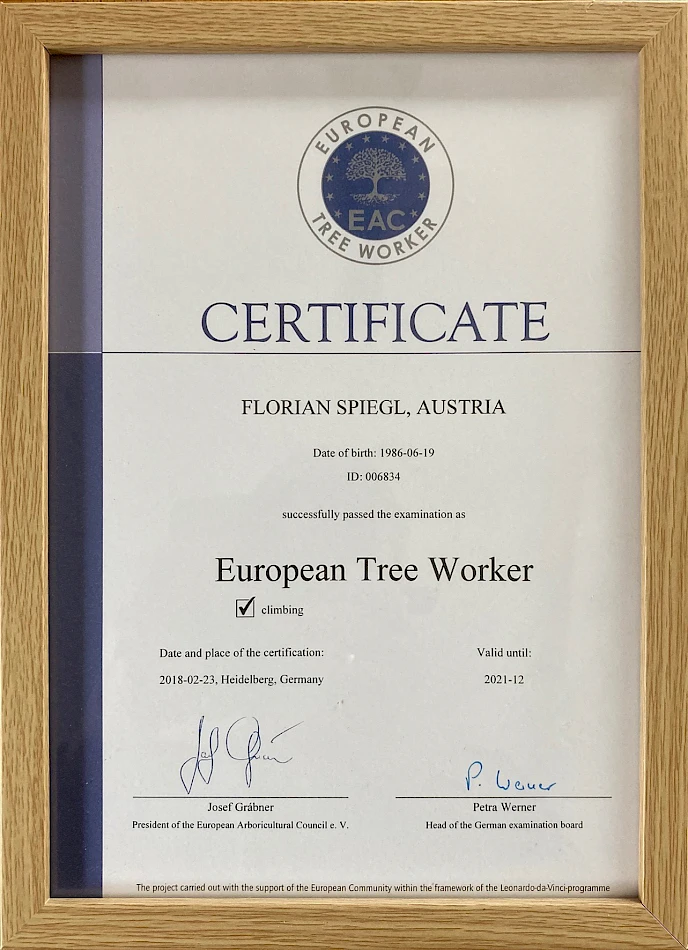 EUROPEAN
EAC
TREE WORKER
CERTIFICATE
FLORIAN SPIEGL, AUSTRIA
Date of birth: 1986-06-19
ID: 006834
successfully passed the examination as
European Tree Worker
climbing
Date and place of the certification:
2018-02-23, Heidelberg, Germany
Valid until:
2021-12
P. Werner
Josef Gräbner
President of the European Arboricultural Council e. V.
Petra Werner
Head of the German examination board
The project carried out with the support of the European Community within the framework of the Leonardo-da-Vinci-programme